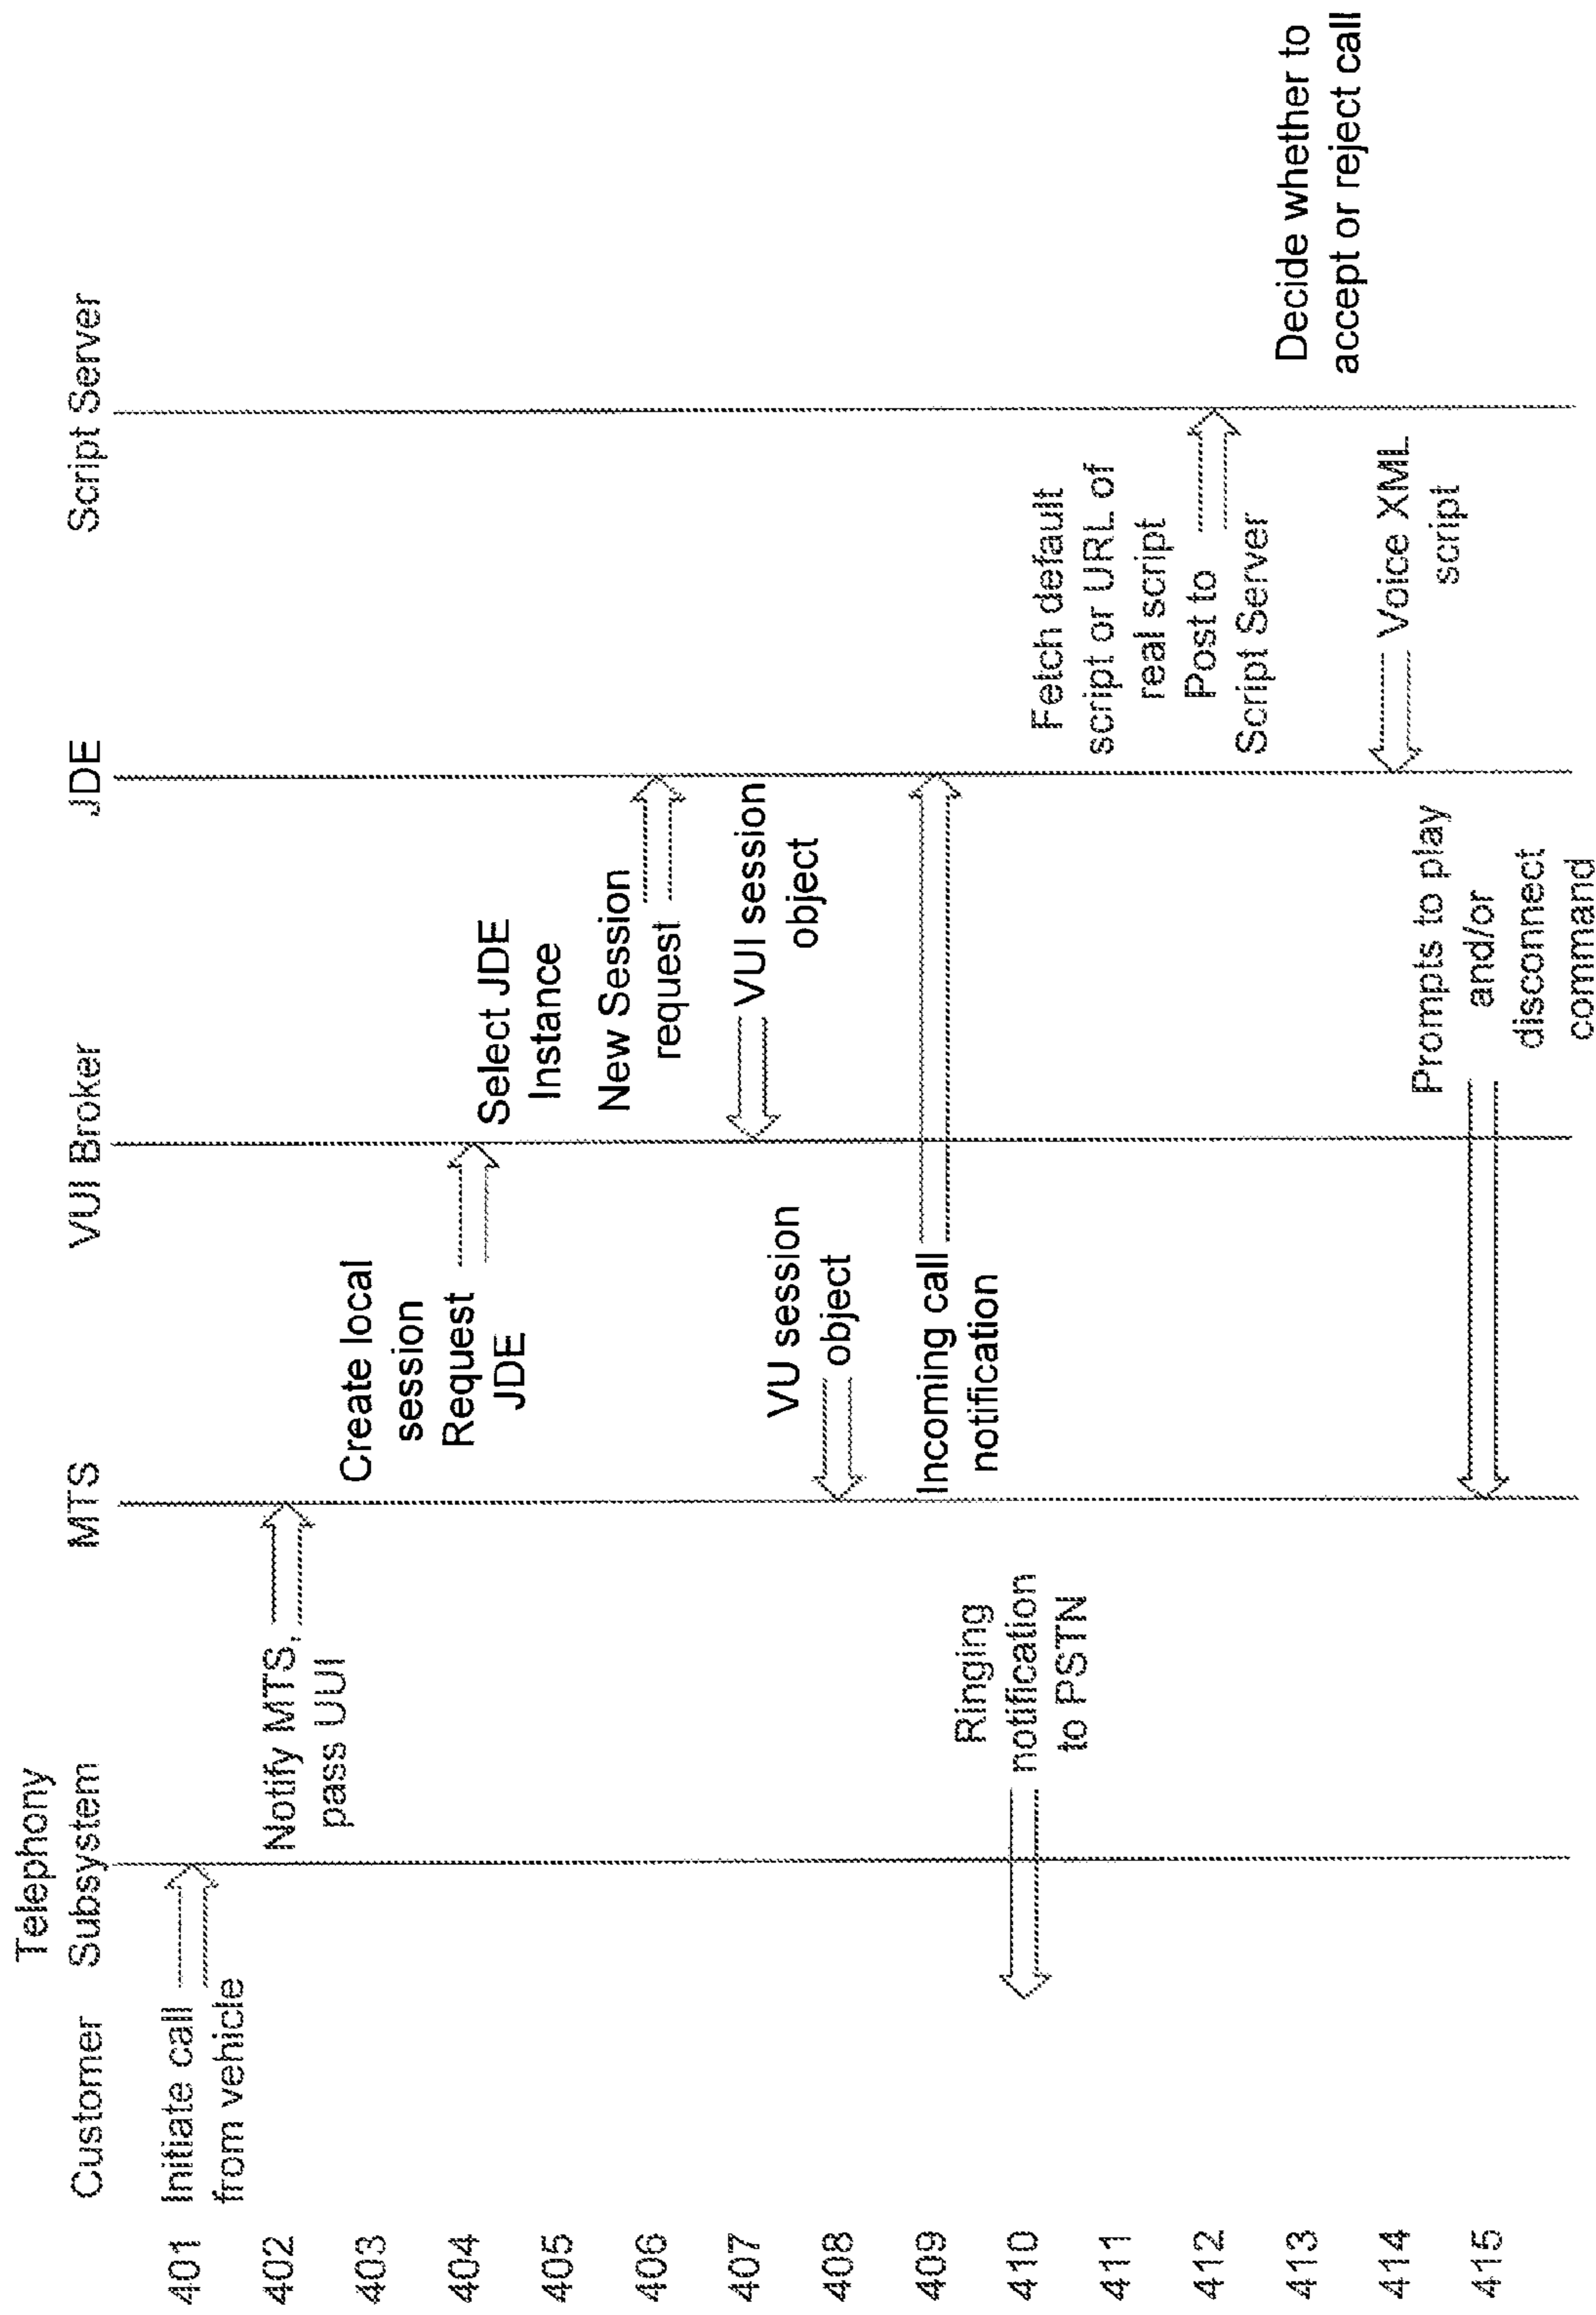 Telephony
Customer Subsystem MTS VUI Broker JDE Script Server
401 Initiate call
from vehicle
402 Notify MTS,
pass UUI
403 Create local
session
404 Request
JDE
Select JDE
405 Instance
406 New Session
request
407 VUI session
object
408 VU session
object
409 Incoming call
notification
410 Ringing
notification
to PSTN
411 Fetch default
script or URL of
real script
412 Post to
Script Server
413 Decide whether to
accept or reject call
414 Voice XML
script
415 Prompts to play
and/or
disconnect
command